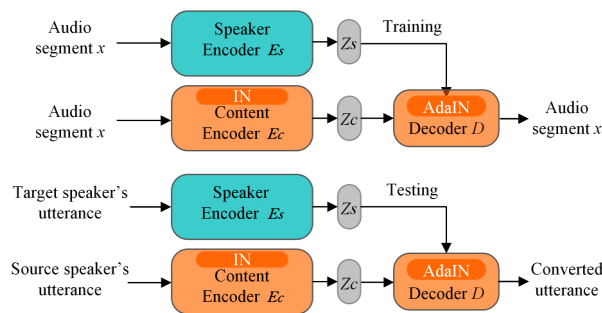 Audio
segment x
Speaker
Encoder Es
Zs
Training
Audio
segment x
IN
Content
Encoder Ec
Zc
AdaIN
Decoder D
Audio
segment x
Target speaker's
utterance
Speaker
Encoder Es
Zs
Testing
Source speaker's
utterance
IN
Content
Encoder Ec
Zc
AdaIN
Decoder D
Converted
utterance